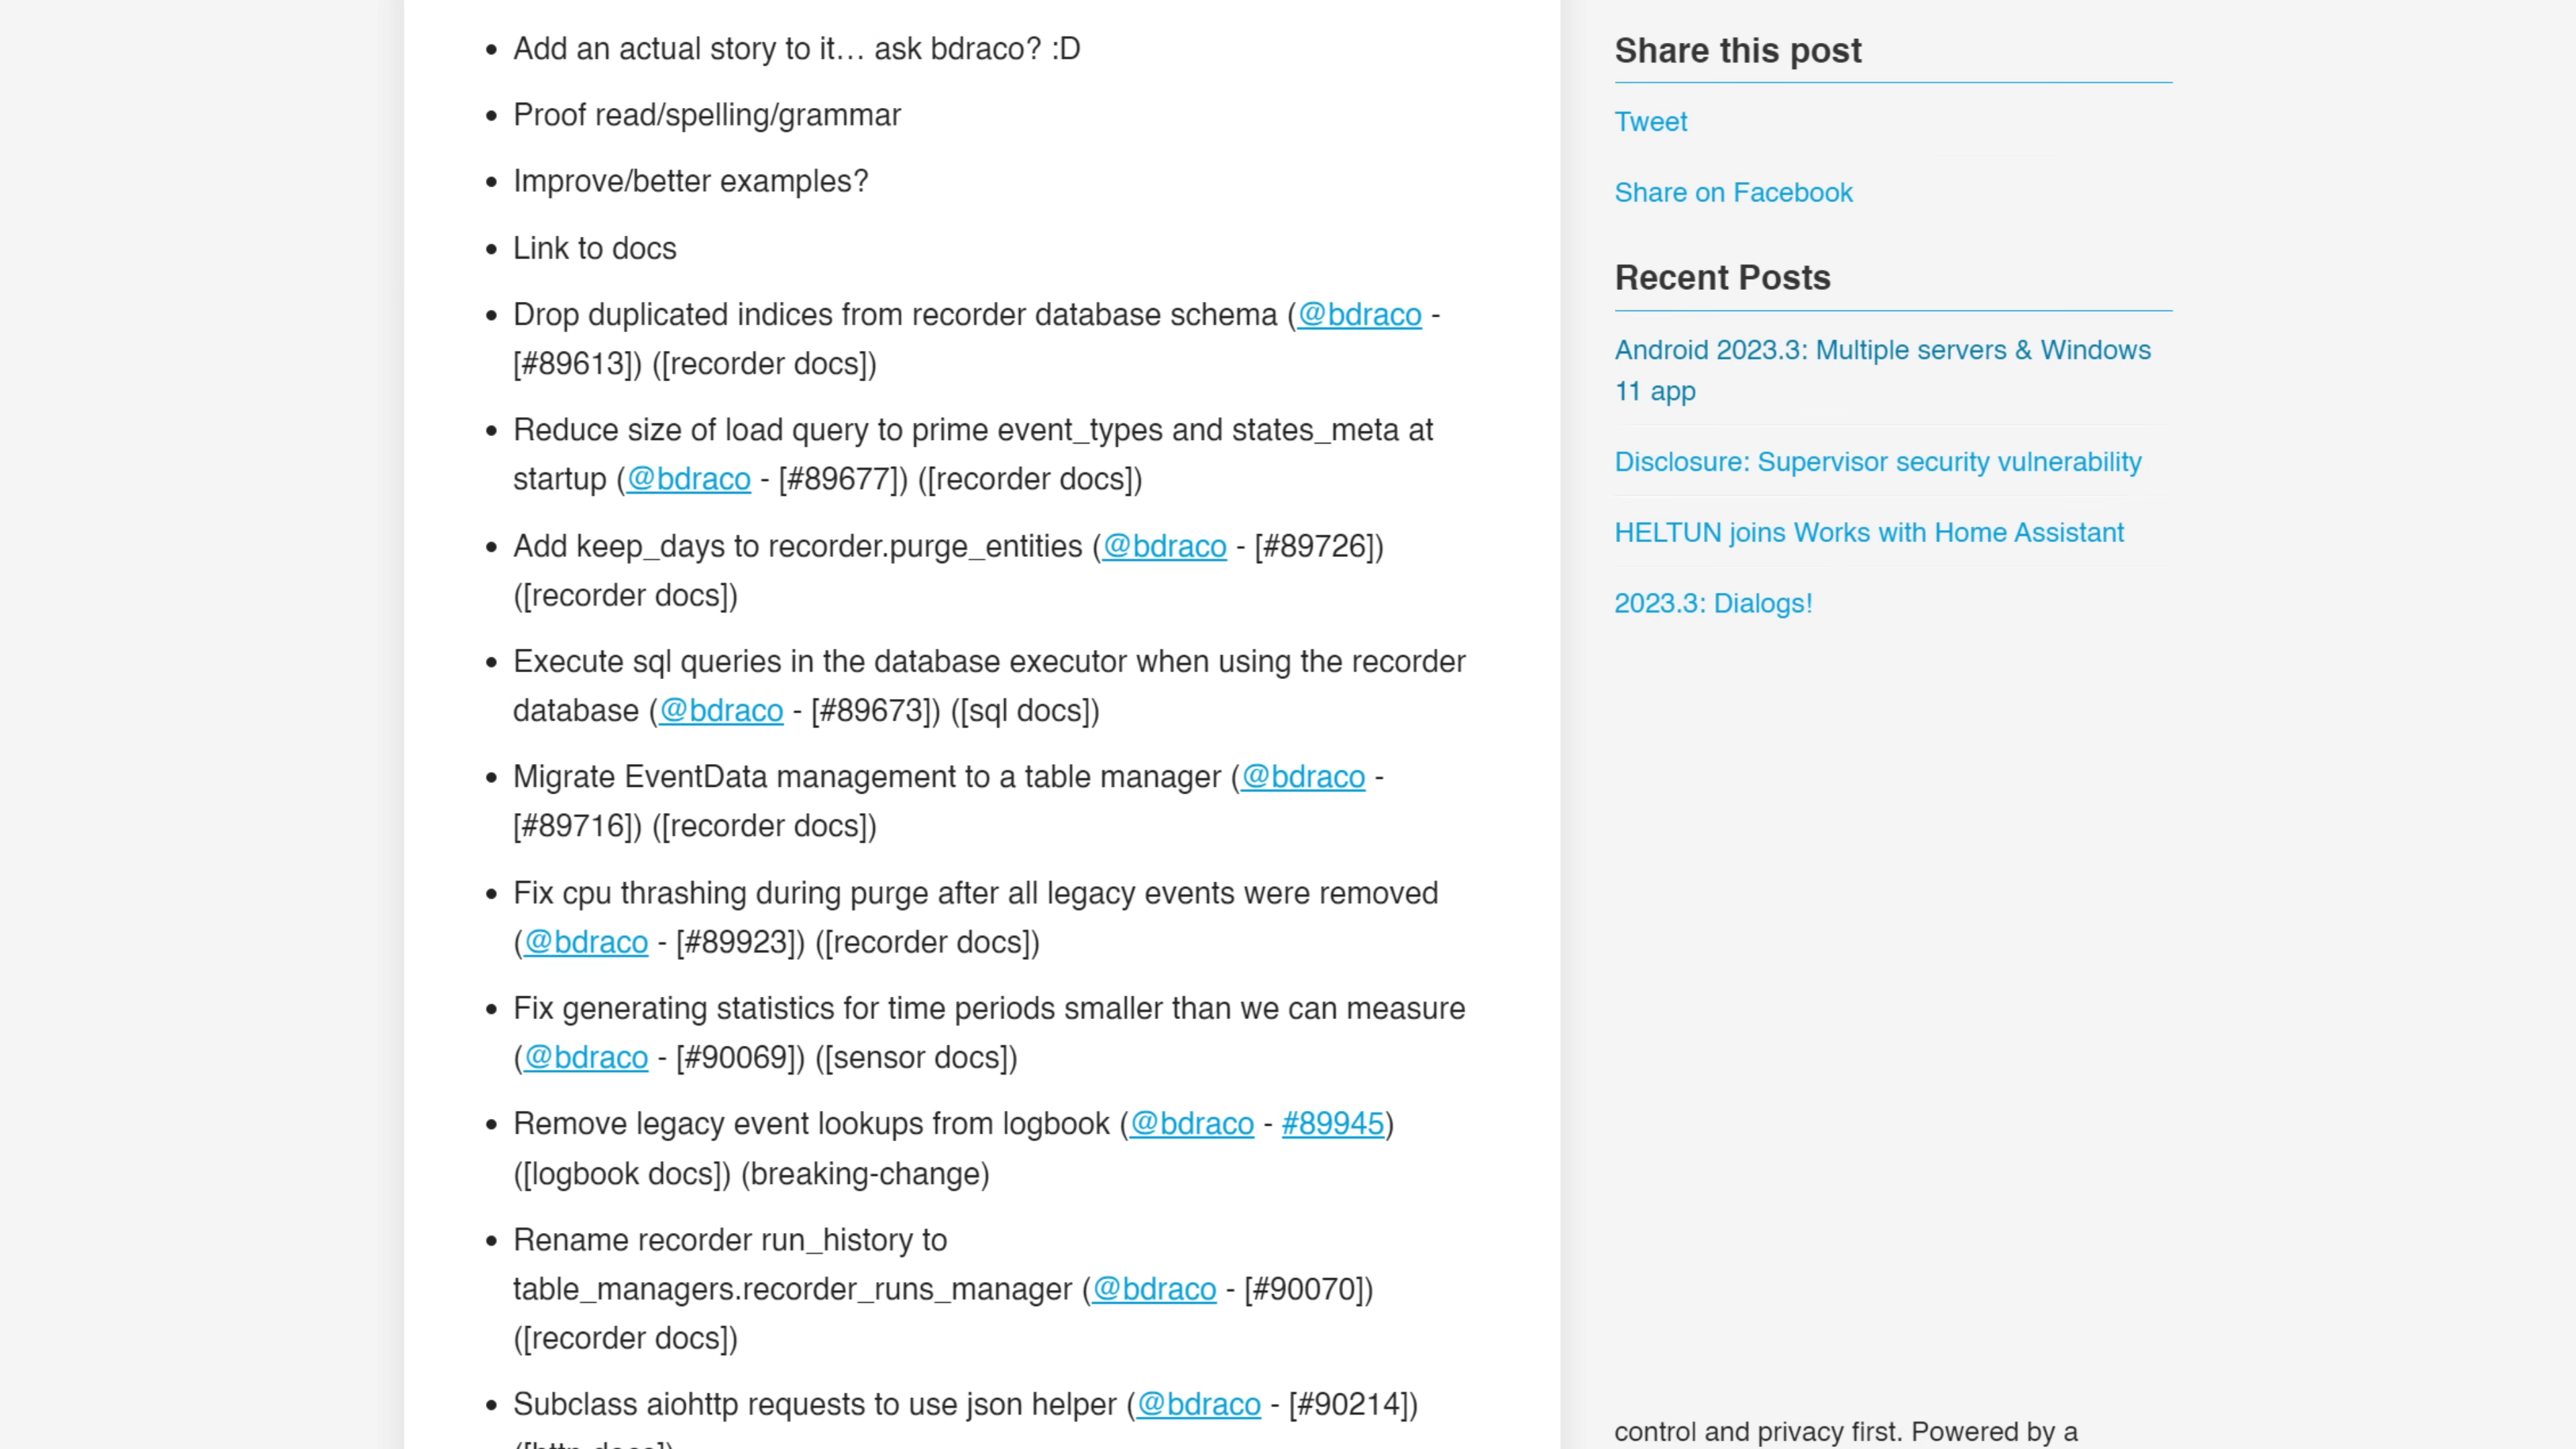 Add an actual story to it… ask bdraco? :D
Proof read/spelling/grammar
Improve/better examples?
Link to docs
Drop duplicated indices from recorder database schema (@bdraco -
[#89613]) ([recorder docs])
Reduce size of load query to prime event_types and states_meta at
startup (@bdraco - [#89677]) ([recorder docs])
Add keep_days to recorder.purge_entities (@bdraco - [#89726])
([recorder docs])
Execute sql queries in the database executor when using the recorder
database (@bdraco - [#89673]) ([sql docs])
Migrate EventData management to a table manager (@bdraco -
[#89716]) ([recorder docs])
Fix cpu thrashing during purge after all legacy events were removed
(@bdraco - [#89923]) ([recorder docs])
Fix generating statistics for time periods smaller than we can measure
(@bdraco - [#90069]) ([sensor docs])
Remove legacy event lookups from logbook (@bdraco - #89945)
([logbook docs]) (breaking-change)
Rename recorder run_history to
table_managers.recorder_runs_manager (@bdraco - [#90070])
([recorder docs])
Subclass aiohttp requests to use json helper (@bdraco - [#90214])
([http docs])
Share this post
Tweet
Share on Facebook
Recent Posts
Android 2023.3: Multiple servers & Windows
11 app
Disclosure: Supervisor security vulnerability
HELTUN joins Works with Home Assistant
2023.3: Dialogs!
control and privacy first. Powered by a